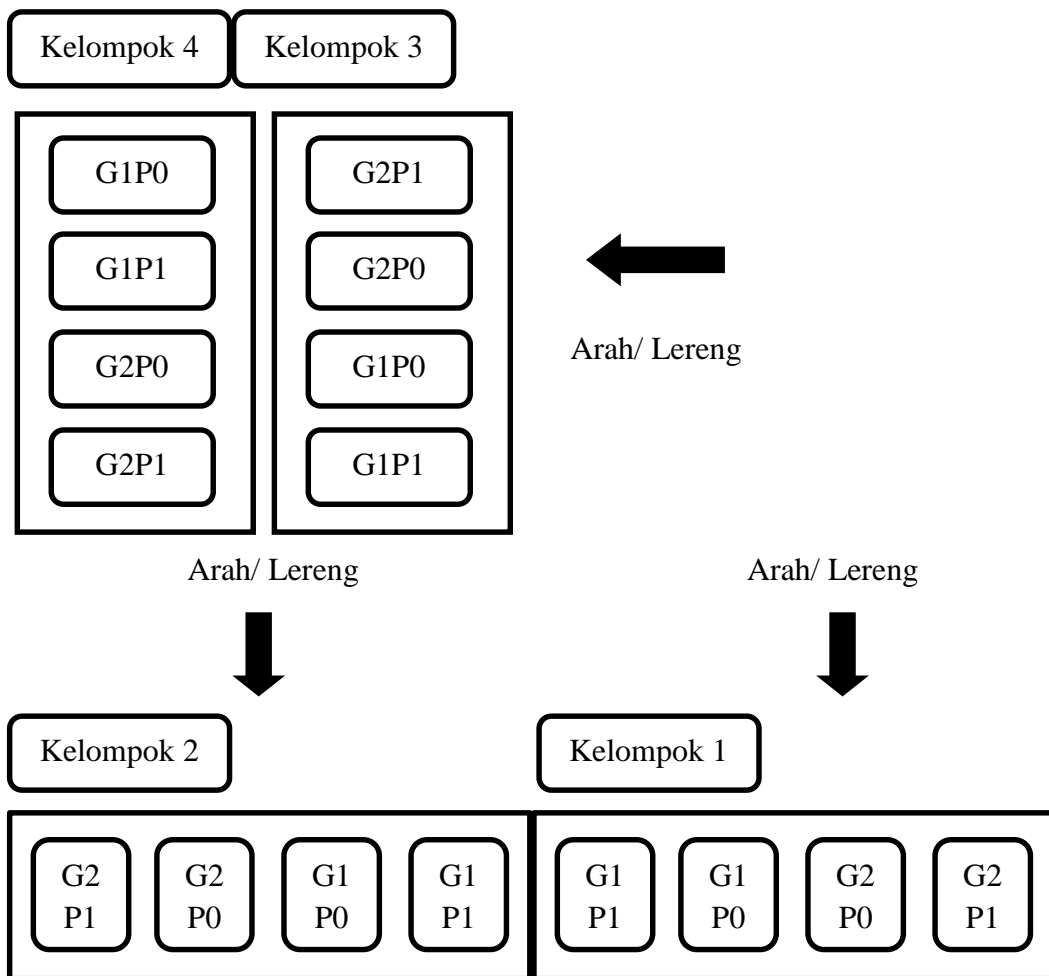 Kelompok 4 Kelompok 3
G1P0 G2P1
G1P1 G2P0
Arah/ Lereng
G2P0 G1P0
G2P1 G1P1
Arah/ Lereng Arah/ Lereng
Kelompok 2 Kelompok 1
G2 G2 G1 G1 G1 G1 G2 G2
P1 P0 P0 P1 P1 P0 P0 P1